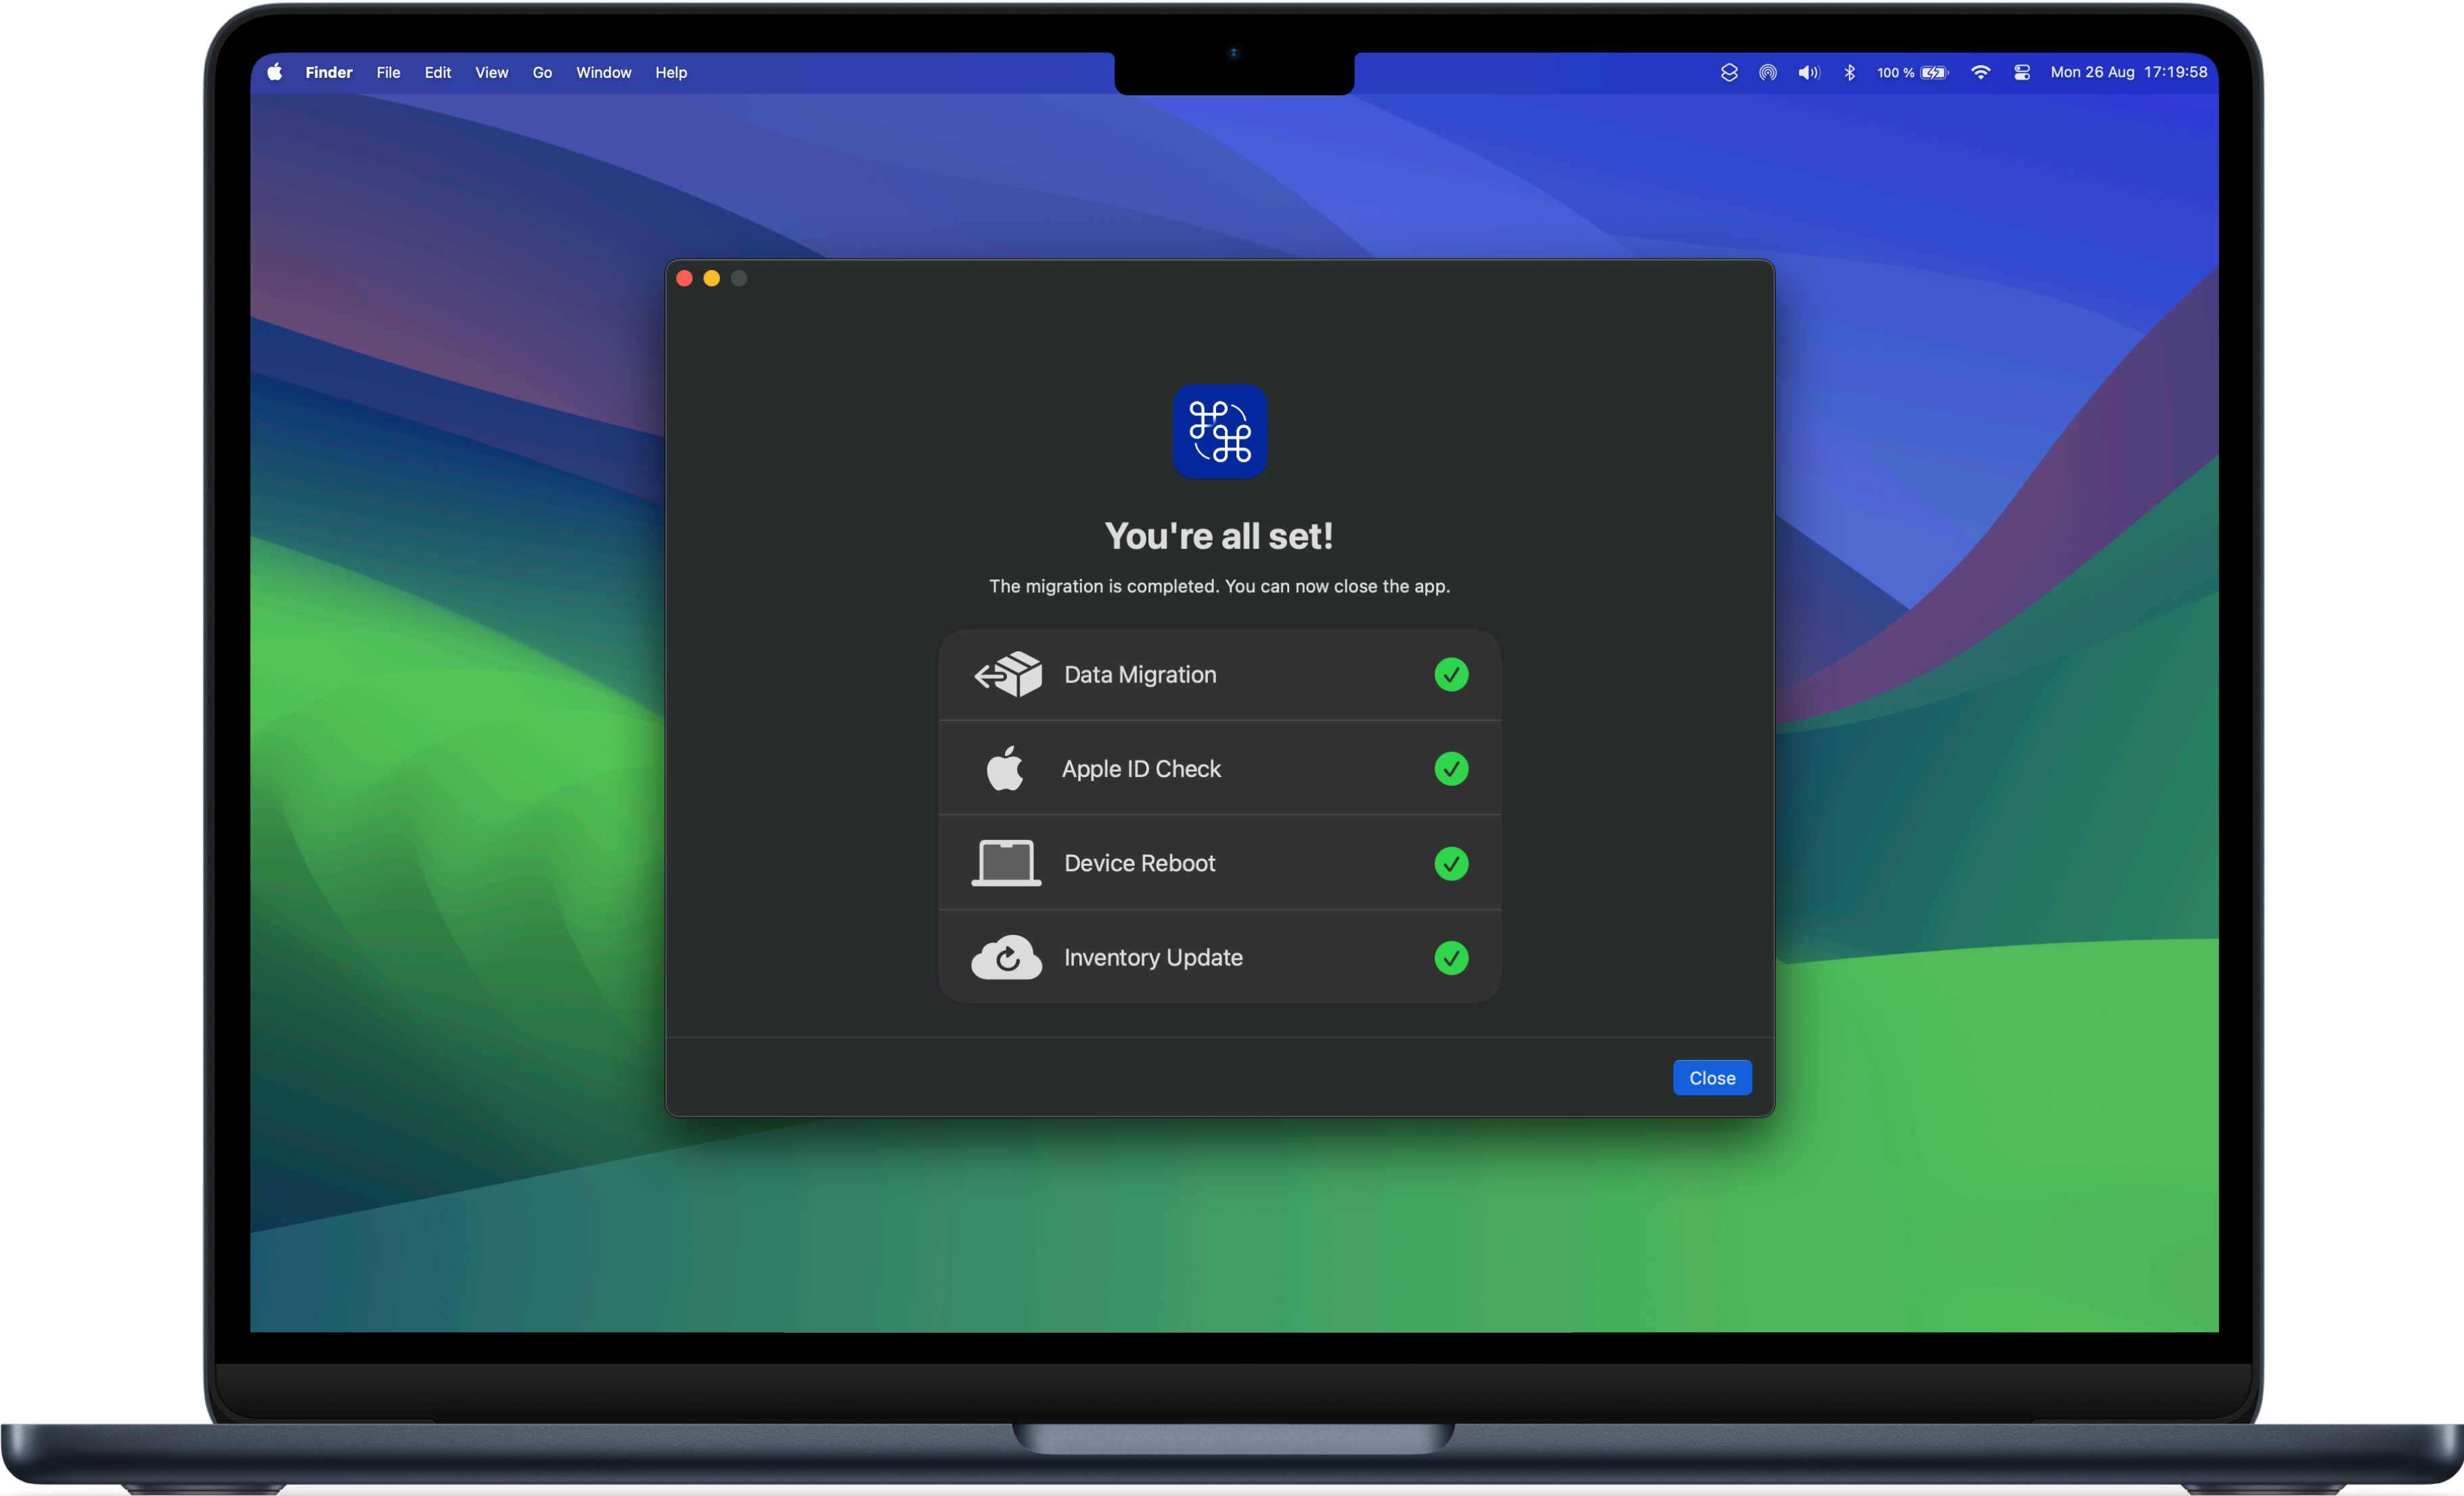 Finder File Edit View Go Window Help
100 % Mon 26 Aug 17:19:58
You're all set!
The migration is completed. You can now close the app.
Data Migration
Apple ID Check
Device Reboot
Inventory Update
Close